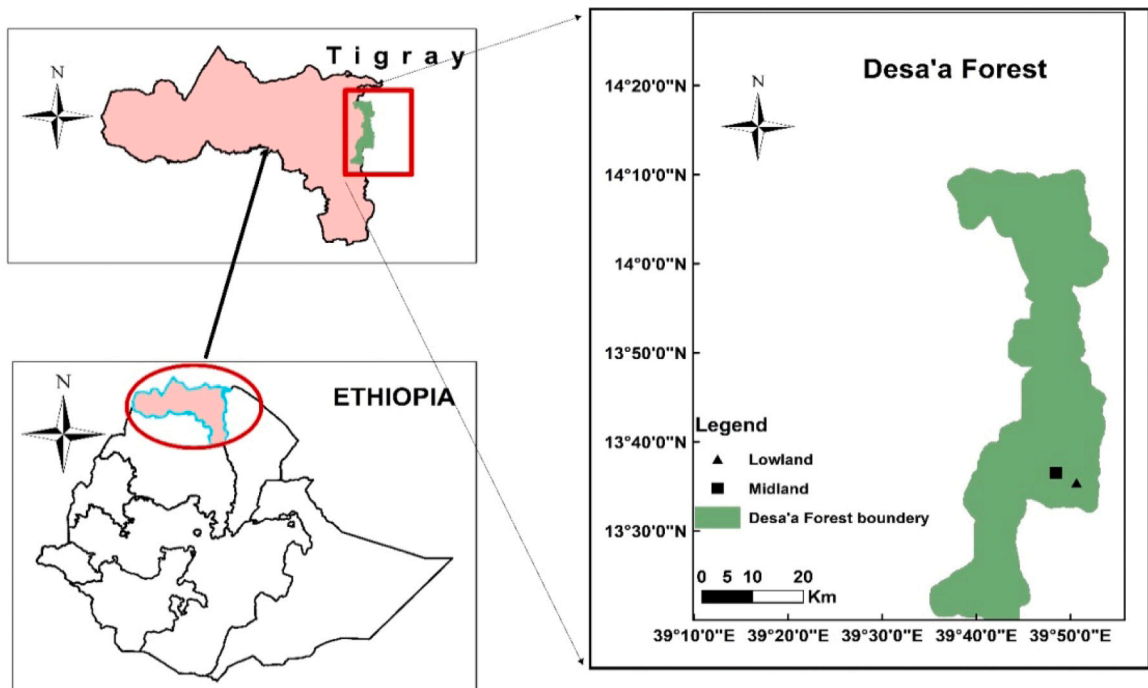 T i g r a y
N
N
ETHIOPIA
Desa'a Forest
N
14°20'0"N
14°10'0"N
14°0'0"N
13°50'0"N
13°40'0"N
13°30'0"N
Legend
Lowland
Midland
Desa'a Forest boundery
0 5 10 20
Km
39°10'0"E 39°20'0"E 39°30'0"E 39°40'0"E 39°50'0"E